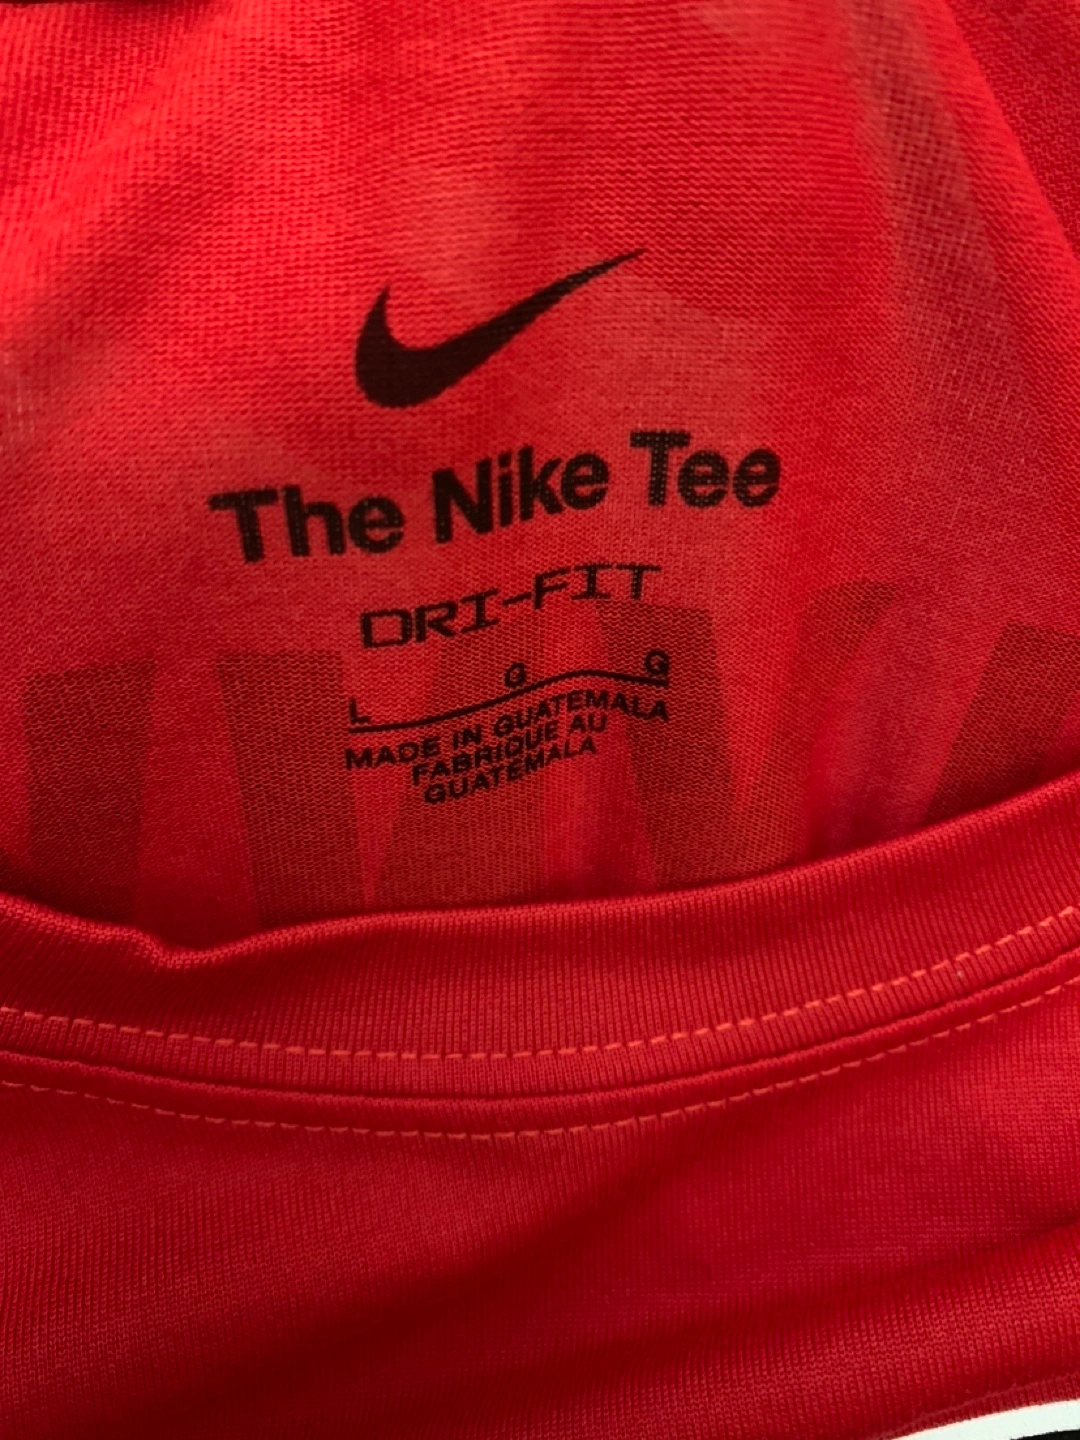 The Nike Tee
DRI-FIT
L G G
MADE IN GUATEMALA
FABRIQUE AU
GUATEMALA